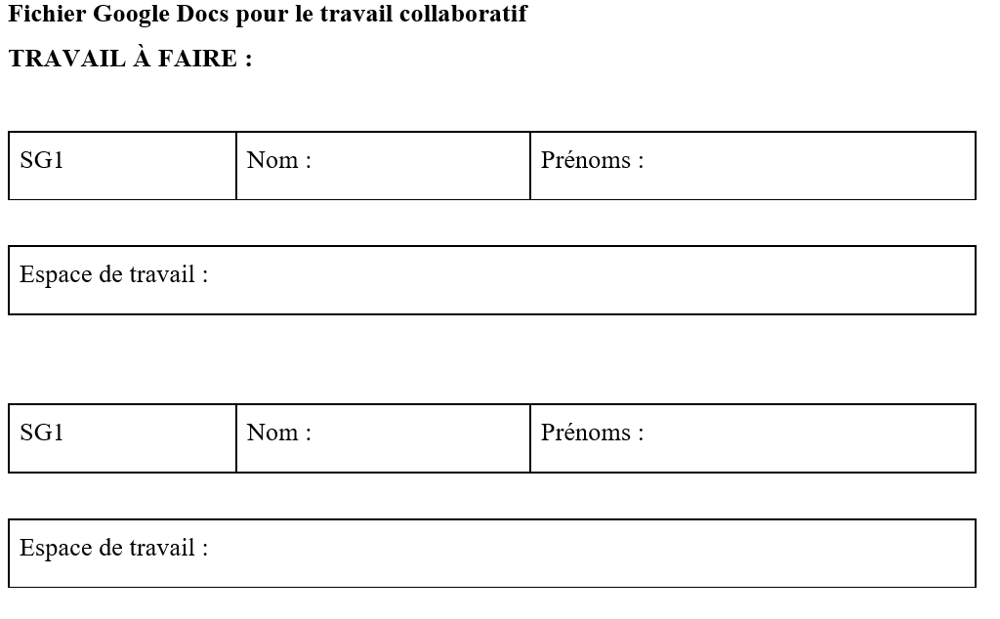 Fichier Google Docs pour le travail collaboratif
TRAVAIL À FAIRE :
SG1 Nom : Prénoms :
Espace de travail :
SG1 Nom : Prénoms :
Espace de travail :